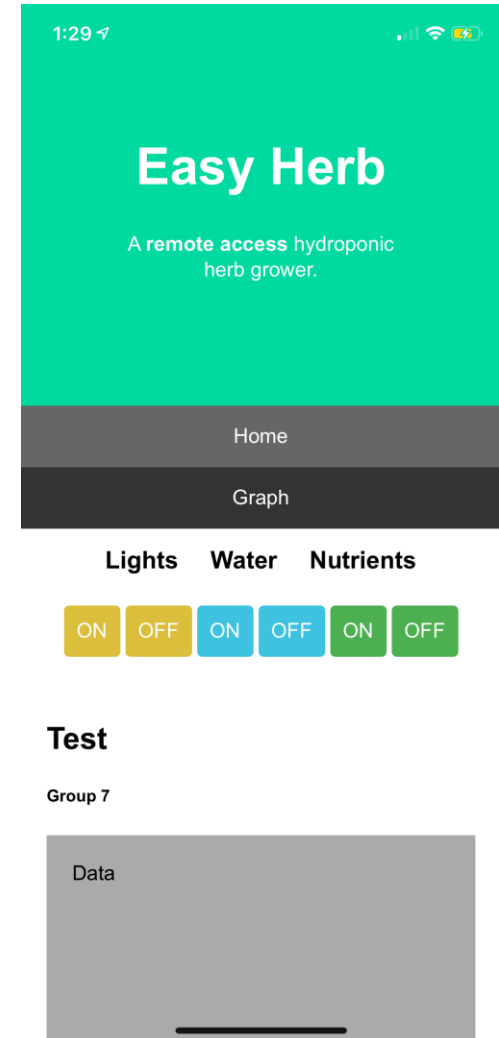 1:29
Easy Herb
A remote access hydroponic
herb grower.
Home
Graph
Lights Water Nutrients
ON OFF ON OFF ON OFF
Test
Group 7
Data